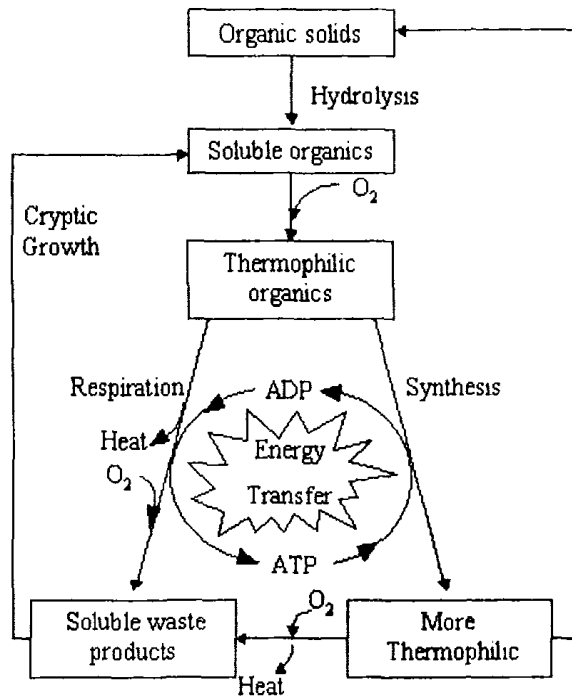 Organic solids
Hydrolysis
Soluble organics
O₂
Cryptic
Growth
Thermophilic
organics
Respiration
ADP
Synthesis
Heat
Energy
O₂
Transfer
ATP
O₂
Soluble waste
products
More
Thermophilic
Heat